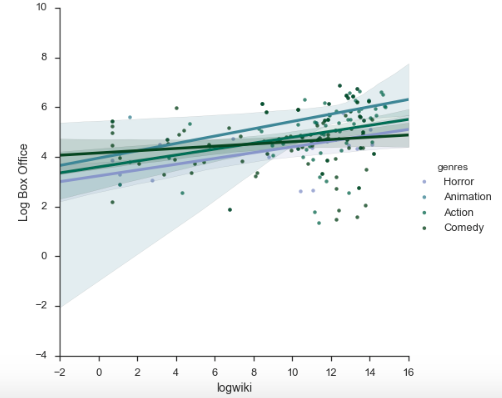 10
8
6
4
2
0
−2
−4
Log Box Office
−2 0 2 4 6 8 10 12 14 16
logwiki
genres
Horror
Animation
Action
Comedy